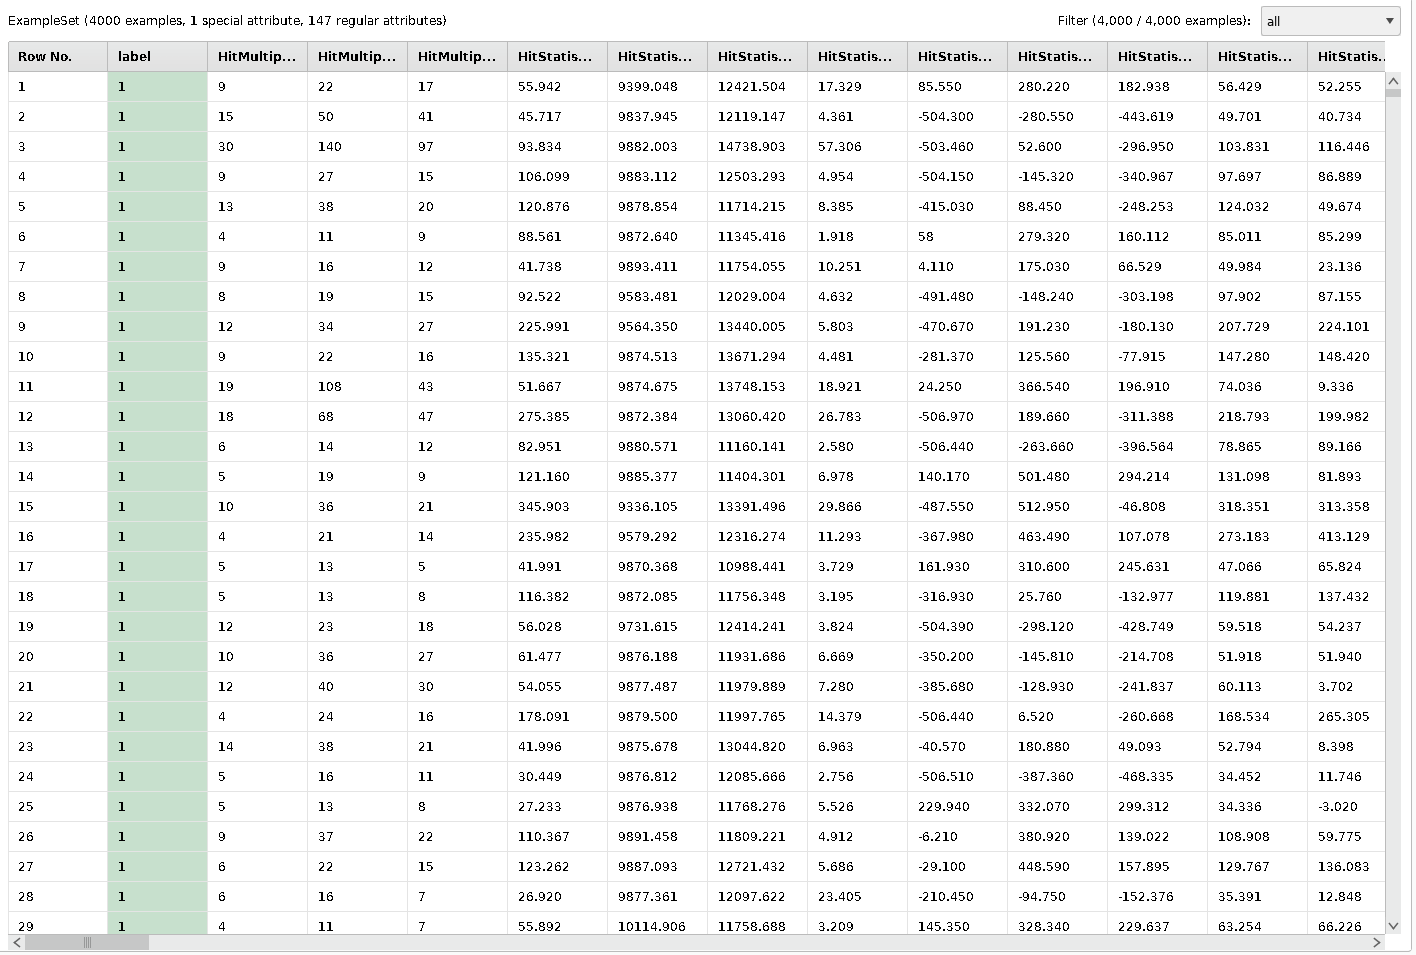 ExampleSet (4000 examples, 1 special attribute, 147 regular attributes) Filter (4,000 / 4,000 examples): all
Row No. label HitMultip... HitMultip... HitMultip... HitStatis... HitStatis... HitStatis... HitStatis... HitStatis... HitStatis... HitStatis... HitStatis... HitStatis..
1 1 9 22 17 55.942 9399.048 12421.504 17.329 85.550 280.220 182.938 56.429 52.255
2 1 15 50 41 45.717 9837.945 12119.147 4.361 -504.300 -280.550 -443.619 49.701 40.734
3 1 30 140 97 93.834 9882.003 14738.903 57.306 -503.460 52.600 -296.950 103.831 116.446
4 1 9 27 15 106.099 9883.112 12503.293 4.954 -504.150 -145.320 -340.967 97.697 86.889
5 1 13 38 20 120.876 9878.854 11714.215 8.385 -415.030 88.450 -248.253 124.032 49.674
6 1 4 11 9 88.561 9872.640 11345.416 1.918 58 279.320 160.112 85.011 85.299
7 1 9 16 12 41.738 9893.411 11754.055 10.251 4.110 175.030 66.529 49.984 23.136
8 1 8 19 15 92.522 9583.481 12029.004 4.632 -491.480 -148.240 -303.198 97.902 87.155
9 1 12 34 27 225.991 9564.350 13440.005 5.803 -470.670 191.230 -180.130 207.729 224.101
10 1 9 22 16 135.321 9874.513 13671.294 4.481 -281.370 125.560 -77.915 147.280 148.420
11 1 19 108 43 51.667 9874.675 13748.153 18.921 24.250 366.540 196.910 74.036 9.336
12 1 18 68 47 275.385 9872.384 13060.420 26.783 -506.970 189.660 -311.388 218.793 199.982
13 1 6 14 12 82.951 9880.571 11160.141 2.580 -506.440 -263.660 -396.564 78.865 89.166
14 1 5 19 9 121.160 9885.377 11404.301 6.978 140.170 501.480 294.214 131.098 81.893
15 1 10 36 21 345.903 9336.105 13391.496 29.866 -487.550 512.950 -46.808 318.351 313.358
16 1 4 21 14 235.982 9579.292 12316.274 11.293 -367.980 463.490 107.078 273.183 413.129
17 1 5 13 5 41.991 9870.368 10988.441 3.729 161.930 310.600 245.631 47.066 65.824
18 1 5 13 8 116.382 9872.085 11756.348 3.195 -316.930 25.760 -132.977 119.881 137.432
19 1 12 23 18 56.028 9731.615 12414.241 3.824 -504.390 -298.120 -428.749 59.518 54.237
20 1 10 36 27 61.477 9876.188 11931.686 6.669 -350.200 -145.810 -214.708 51.918 51.940
21 1 12 40 30 54.055 9877.487 11979.889 7.280 -385.680 -128.930 -241.837 60.113 3.702
22 1 4 24 16 178.091 9879.500 11997.765 14.379 -506.440 6.520 -260.668 168.534 265.305
23 1 14 38 21 41.996 9875.678 13044.820 6.963 -40.570 180.880 49.093 52.794 8.398
24 1 5 16 11 30.449 9876.812 12085.666 2.756 -506.510 -387.360 -468.335 34.452 11.746
25 1 5 13 8 27.233 9876.938 11768.276 5.526 229.940 332.070 299.312 34.336 -3.020
26 1 9 37 22 110.367 9891.458 11809.221 4.912 -6.210 380.920 139.022 108.908 59.775
27 1 6 22 15 123.262 9887.093 12721.432 5.686 -29.100 448.590 157.895 129.767 136.083
28 1 6 16 7 26.920 9877.361 12097.622 23.405 -210.450 -94.750 -152.376 35.391 12.848
29 1 4 11 7 55.892 10114.906 11758.688 3.209 145.350 328.340 229.637 63.254 66.226